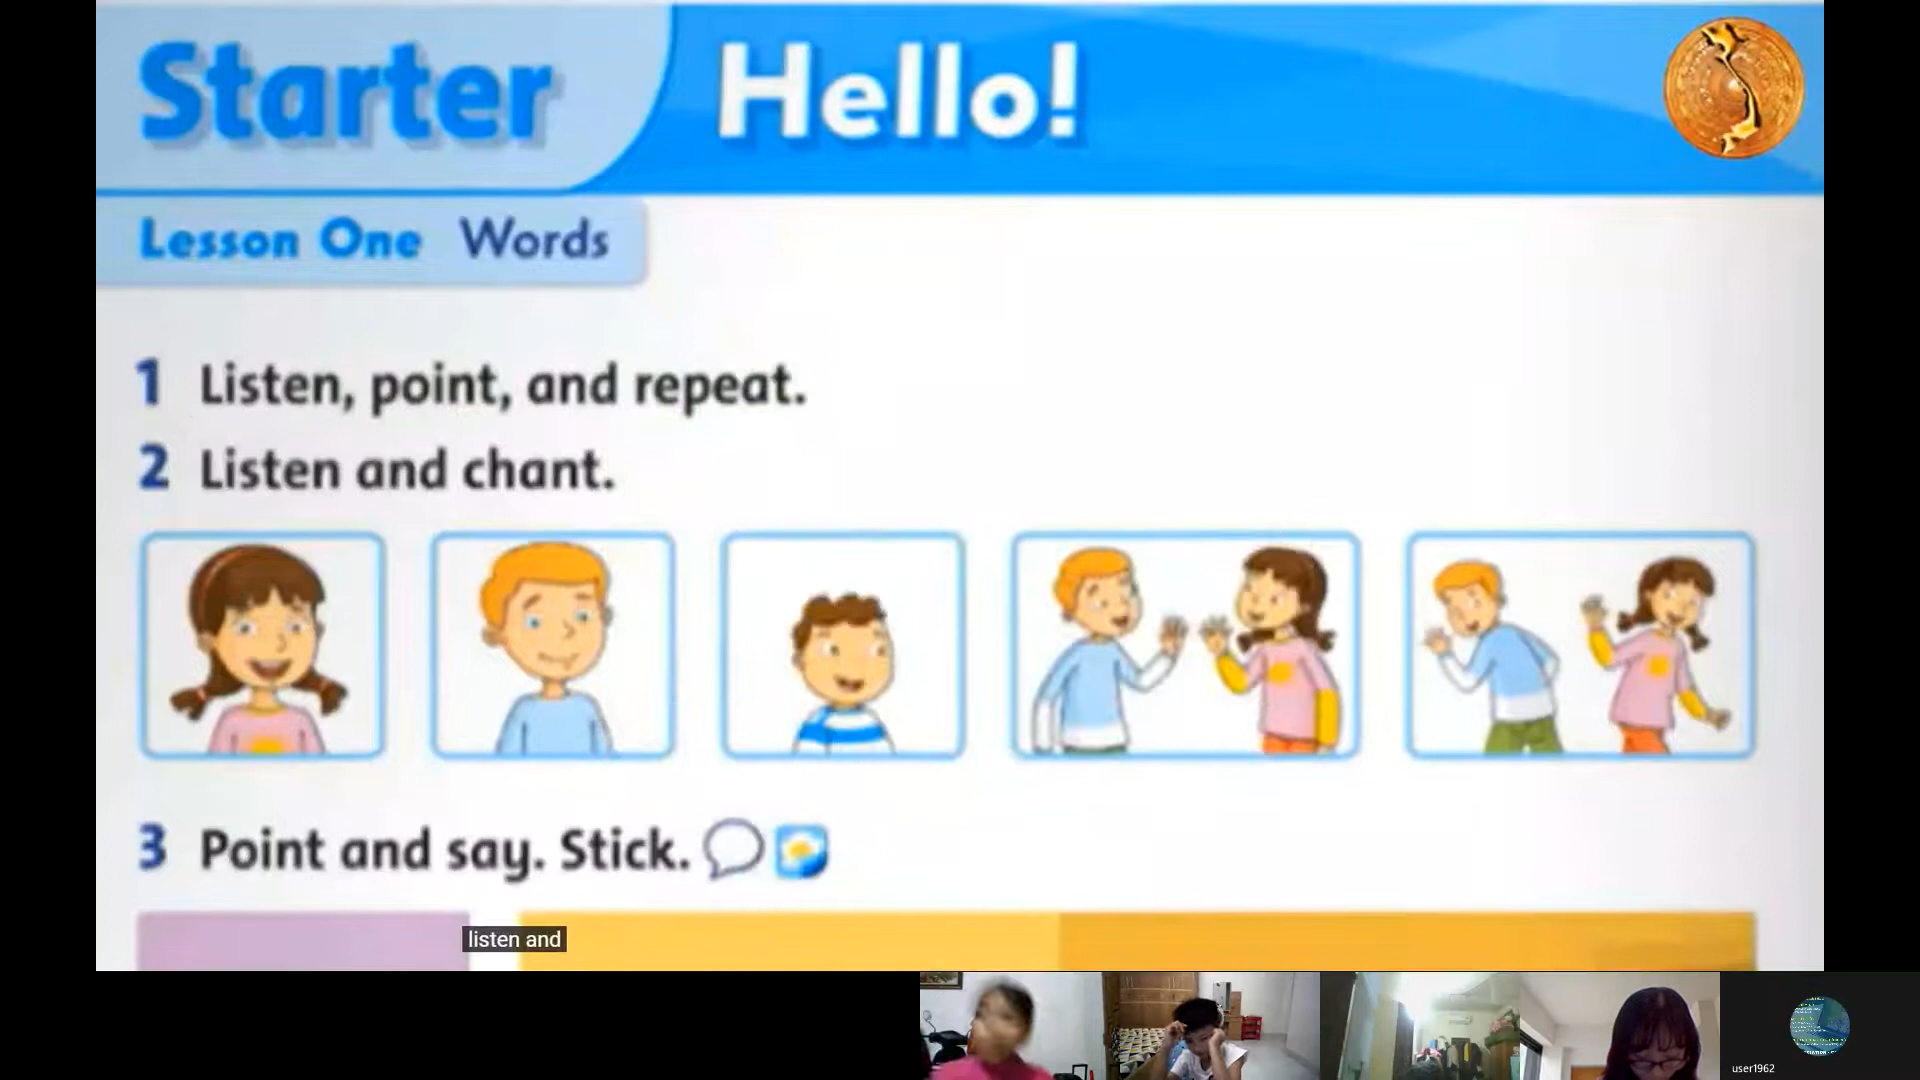 Starter Hello!
Lesson One Words
1 Listen, point, and repeat.
2 Listen and chant.
3 Point and say. Stick.
listen and
user1962